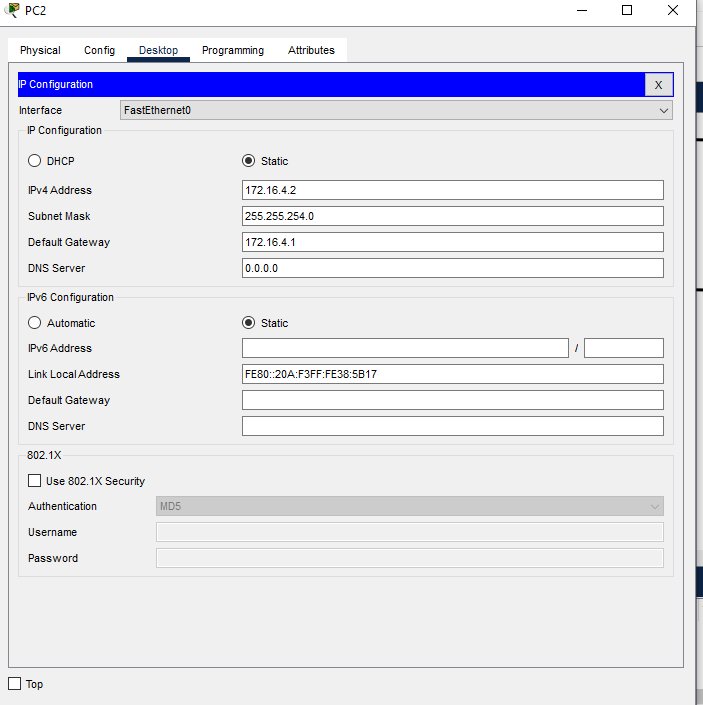 PC2
Physical Config Desktop Programming Attributes
IP Configuration X
Interface FastEthernet0
IP Configuration
DHCP Static
IPv4 Address 172.16.4.2
Subnet Mask 255.255.254.0
Default Gateway 172.16.4.1
DNS Server 0.0.0.0
IPv6 Configuration
Automatic Static
IPv6 Address /
Link Local Address FE80::20A:F3FF:FE38:5B17
Default Gateway
DNS Server
802.1X
Use 802.1X Security
Authentication MD5
Username
Password
Top